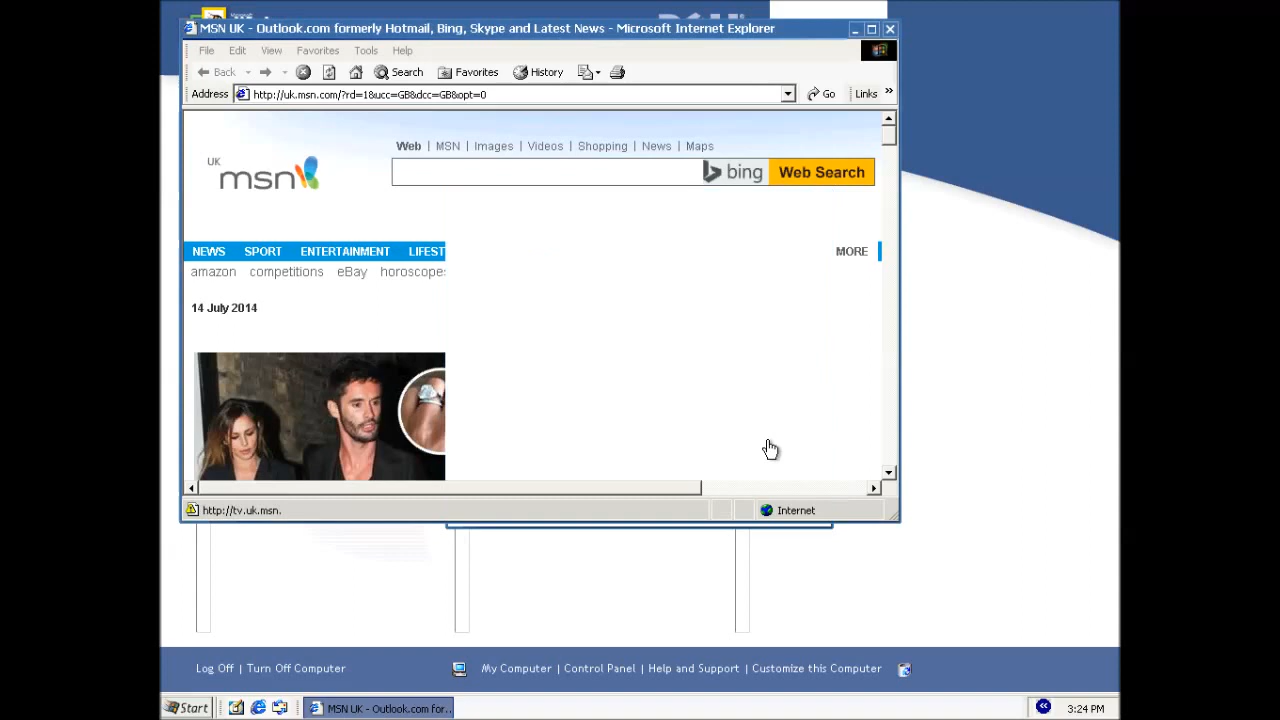 MSN UK - Outlook.com formerly Hotmail, Bing, Skype and Latest News - Microsoft Internet Explorer
File Edit View Favorites Tools Help
Back Search Favorites History
Address http://uk.msn.com/?rd=1&ucc=GB&dcc=GB&opt=0 Go Links »
Web | MSN | Images | Videos | Shopping | News | Maps
UK msn
bing Web Search
NEWS SPORT ENTERTAINMENT LIFEST MORE
amazon competitions eBay horoscopes
14 July 2014
http://tv.uk.msn. Internet
Log Off | Turn Off Computer My Computer | Control Panel | Help and Support | Customize this Computer
Start MSN UK - Outlook.com for... 3:24 PM